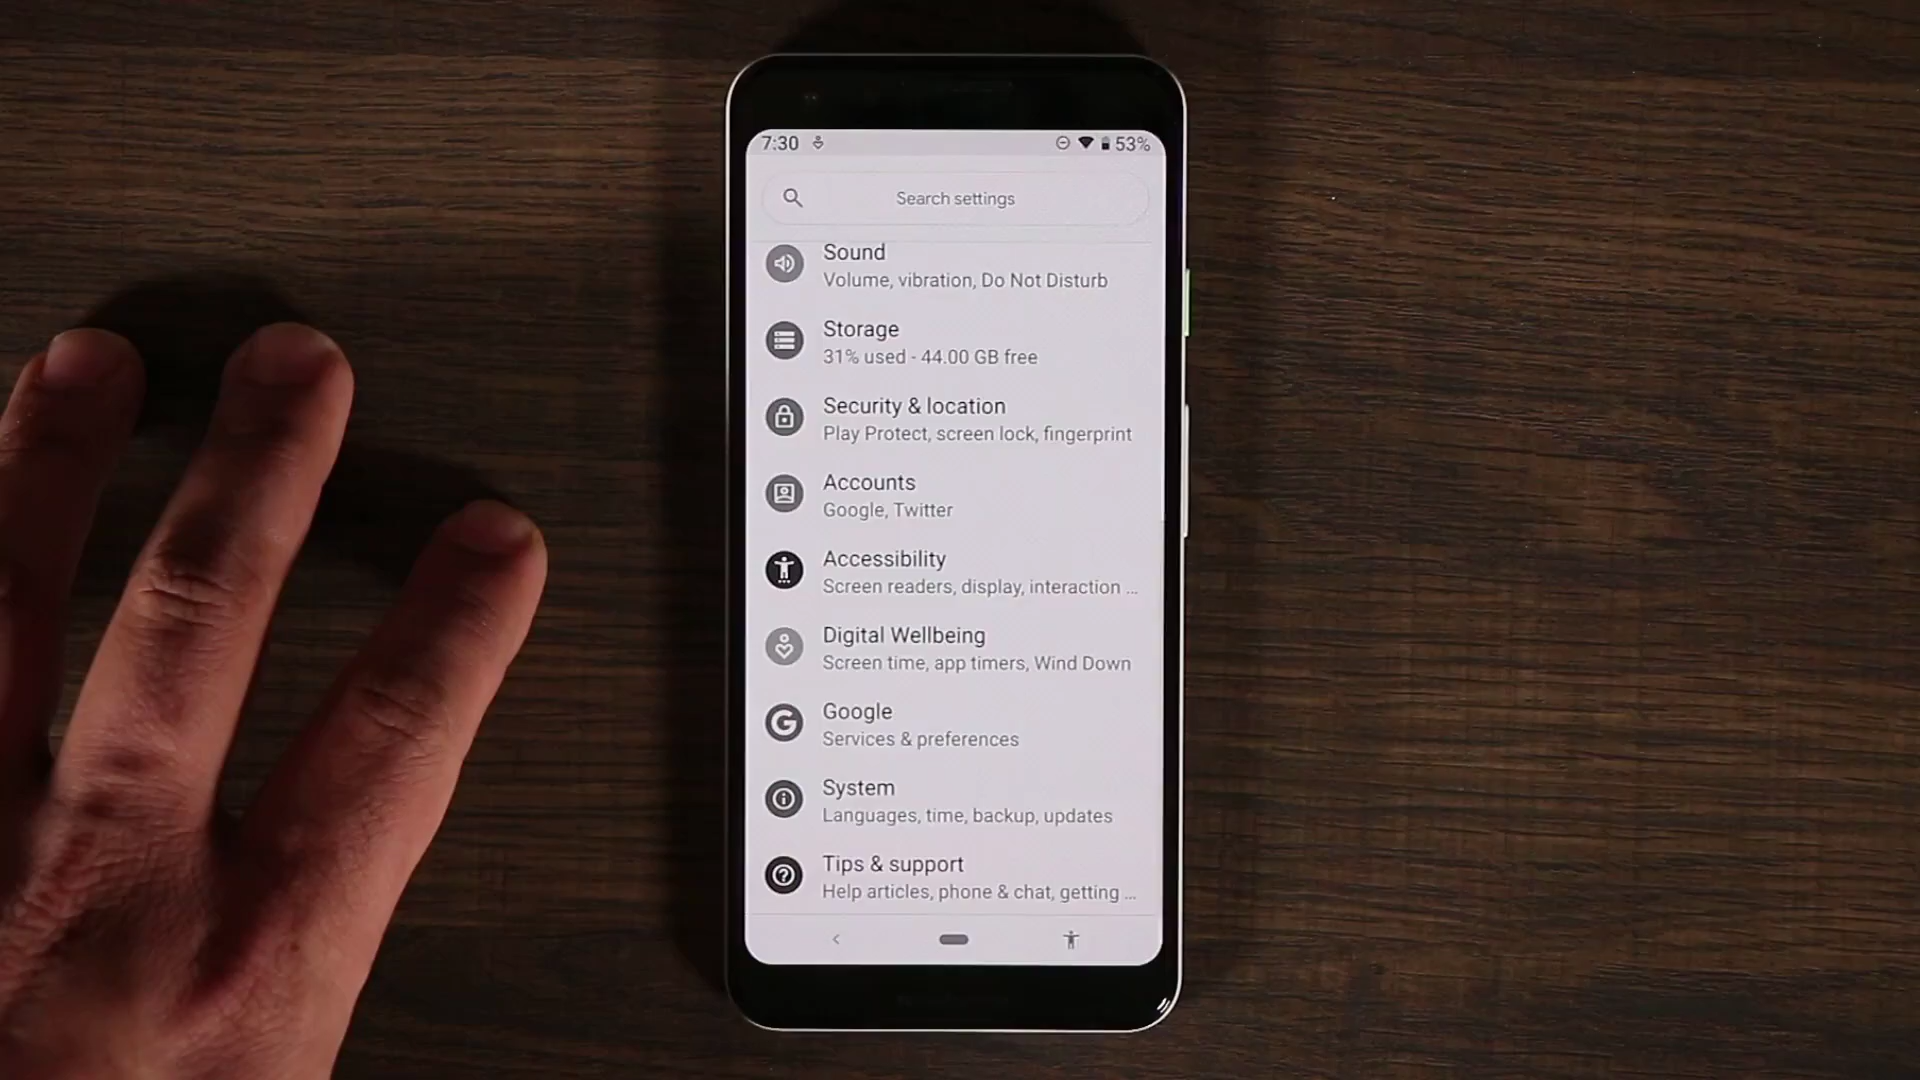 7:30 53%
Search settings
Sound
Volume, vibration, Do Not Disturb
Storage
31% used - 44.00 GB free
Security & location
Play Protect, screen lock, fingerprint
Accounts
Google, Twitter
Accessibility
Screen readers, display, interaction ...
Digital Wellbeing
Screen time, app timers, Wind Down
Google
Services & preferences
System
Languages, time, backup, updates
Tips & support
Help articles, phone & chat, getting ...